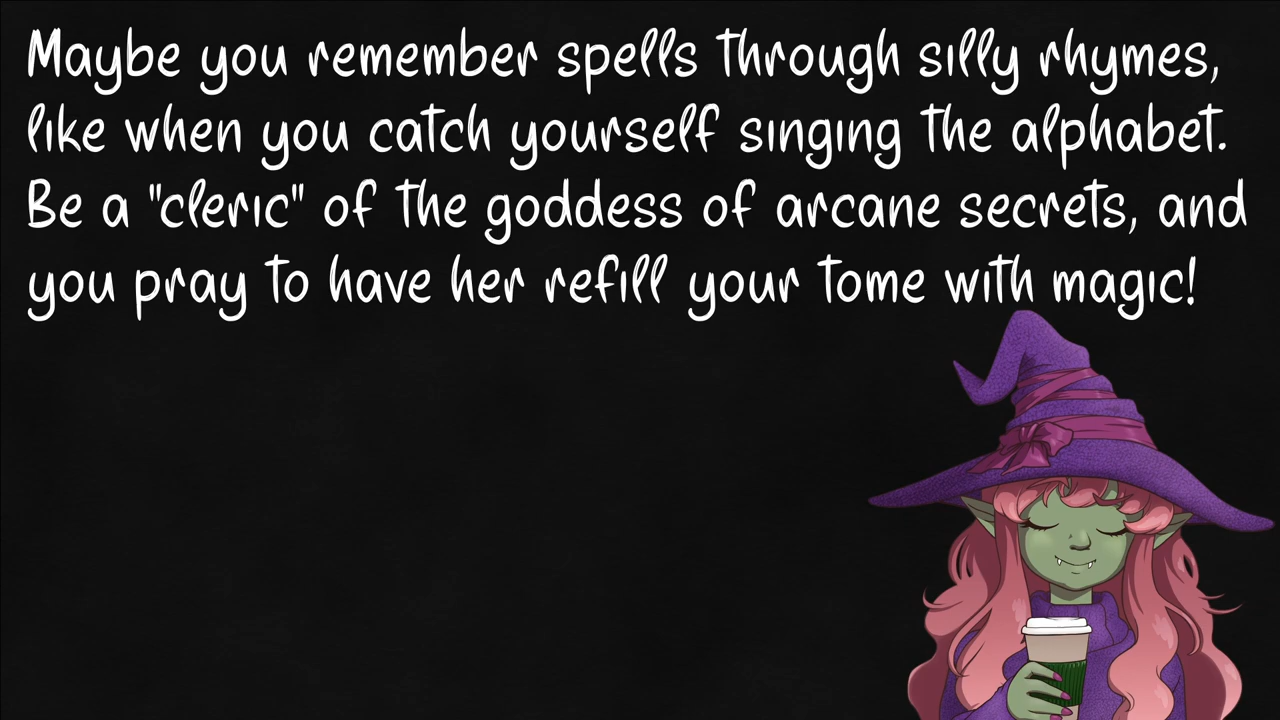 Maybe you remember spells through silly rhymes,
like when you catch yourself singing the alphabet.
Be a "cleric" of the goddess of arcane secrets, and
you pray to have her refill your tome with magic!